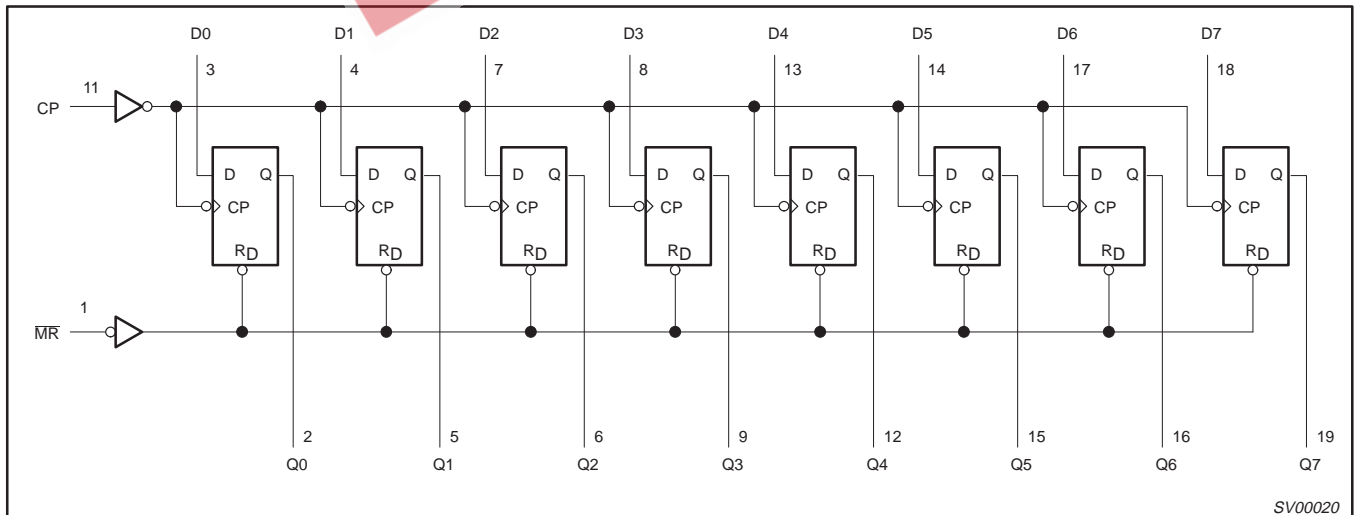 D0 D1 D2 D3 D4 D5 D6 D7
3 4 7 8 13 14 17 18
11
CP
D Q D Q D Q D Q D Q D Q D Q D Q
CP CP CP CP CP CP CP CP
RD RD RD RD RD RD RD RD
1
M̅R̅
2 5 6 9 12 15 16 19
Q0 Q1 Q2 Q3 Q4 Q5 Q6 Q7
SV00020